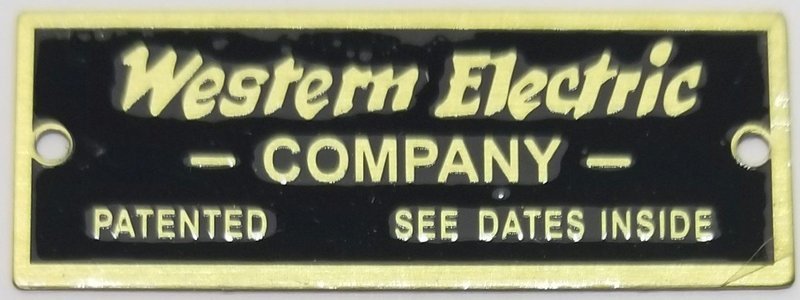 Western Electric
- COMPANY -
PATENTED SEE DATES INSIDE